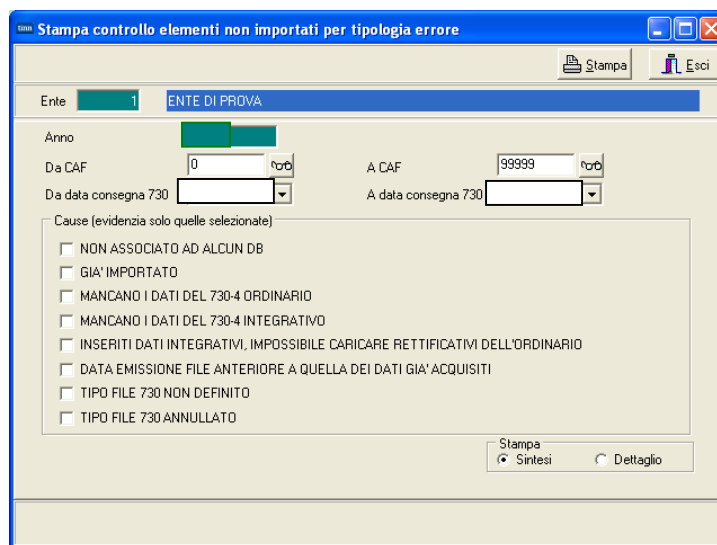 tinn Stampa controllo elementi non importati per tipologia errore
Stampa Esci
Ente 1 ENTE DI PROVA
Anno
Da CAF 0 A CAF 99999
Da data consegna 730 A data consegna 730
Cause (evidenzia solo quelle selezionate)
NON ASSOCIATO AD ALCUN DB
GIA' IMPORTATO
MANCANO I DATI DEL 730-4 ORDINARIO
MANCANO I DATI DEL 730-4 INTEGRATIVO
INSERITI DATI INTEGRATIVI, IMPOSSIBILE CARICARE RETTIFICATIVI DELL'ORDINARIO
DATA EMISSIONE FILE ANTERIORE A QUELLA DEI DATI GIA' ACQUISITI
TIPO FILE 730 NON DEFINITO
TIPO FILE 730 ANNULLATO
Stampa
Sintesi Dettaglio